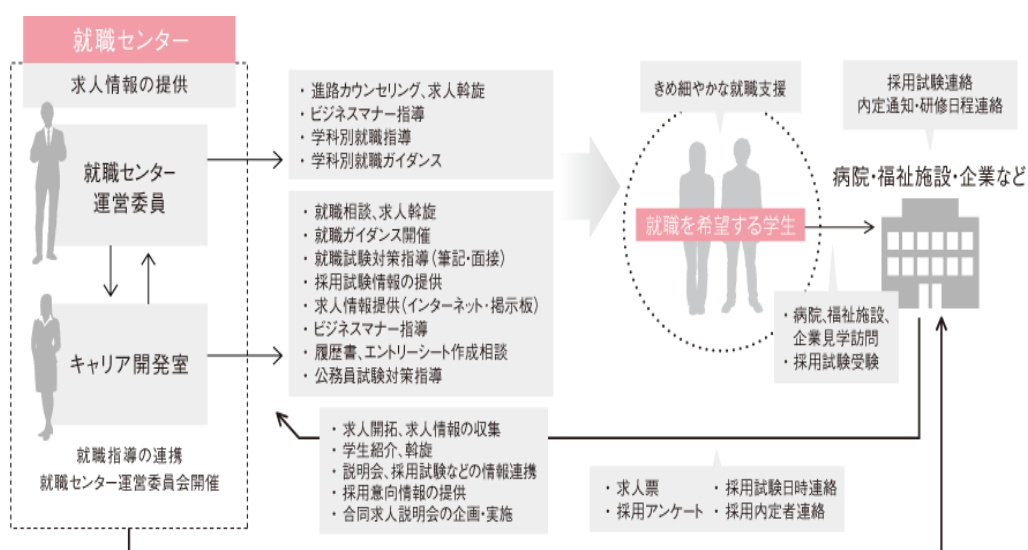 就職センター
求人情報の提供
就職センター
運営委員
キャリア開発室
就職指導の連携
就職センター運営委員会開催
・進路カウンセリング、求人斡旋
・ビジネスマナー指導
・学科別就職指導
・学科別就職ガイダンス
・就職相談、求人斡旋
・就職ガイダンス開催
・就職試験対策指導(筆記・面接)
・採用試験情報の提供
・求人情報提供(インターネット・掲示板)
・ビジネスマナー指導
・履歴書、エントリーシート作成相談
・公務員試験対策指導
・求人開拓、求人情報の収集
・学生紹介、斡旋
・説明会、採用試験などの情報連携
・採用意向情報の提供
・合同求人説明会の企画・実施
きめ細やかな就職支援
就職を希望する学生
採用試験連絡
内定通知・研修日程連絡
病院・福祉施設・企業など
・病院、福祉施設、
企業見学訪問
・採用試験受験
・求人票 ・採用試験日時連絡
・採用アンケート ・採用内定者連絡